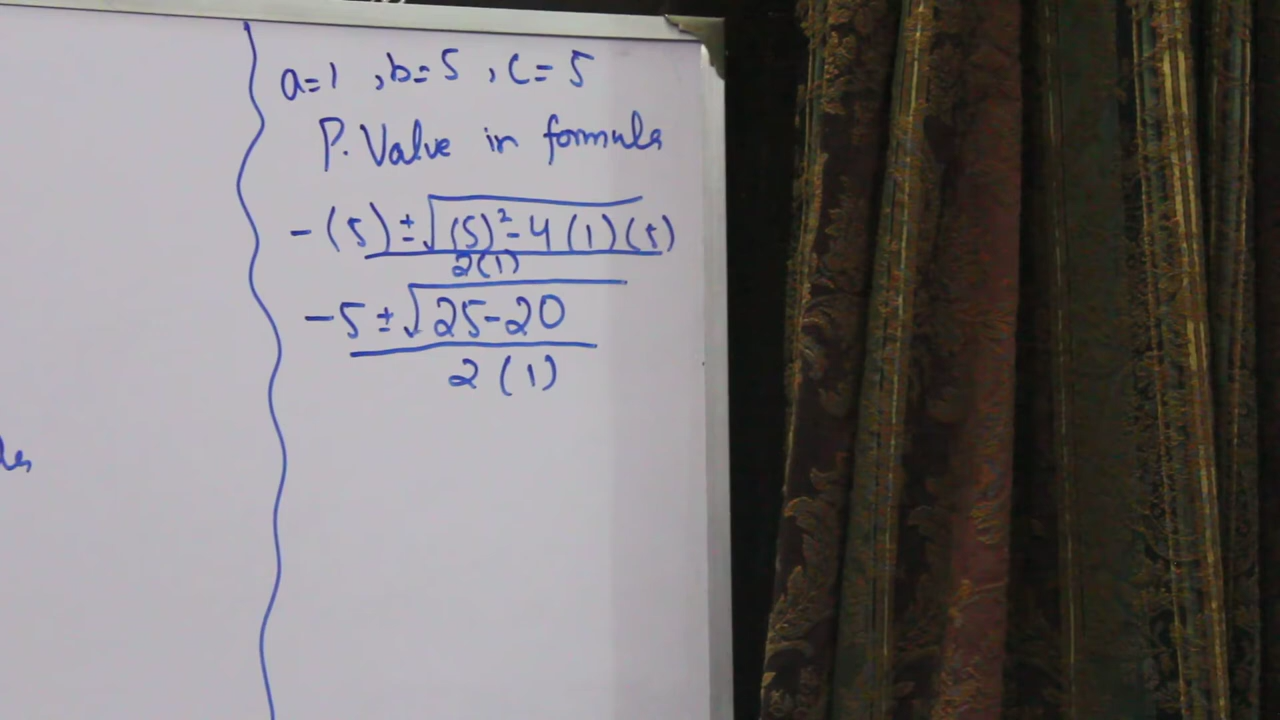 a=1 , b=5 , c=5
P. Value in formula
-(5)±√(5)²-4(1)(5)
2(1)
-5±√25-20
2(1)